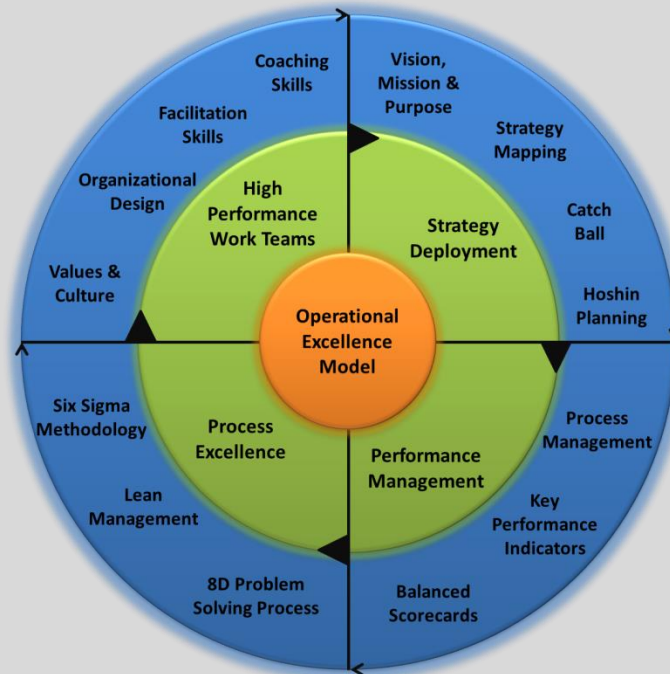 Coaching
Skills
Facilitation
Skills
Organizational
Design
Values &
Culture
Vision,
Mission &
Purpose
Strategy
Mapping
Catch
Ball
Hoshin
Planning
High
Performance
Work Teams
Strategy
Deployment
Operational
Excellence
Model
Process
Excellence
Performance
Management
Six Sigma
Methodology
Lean
Management
8D Problem
Solving Process
Process
Management
Key
Performance
Indicators
Balanced
Scorecards